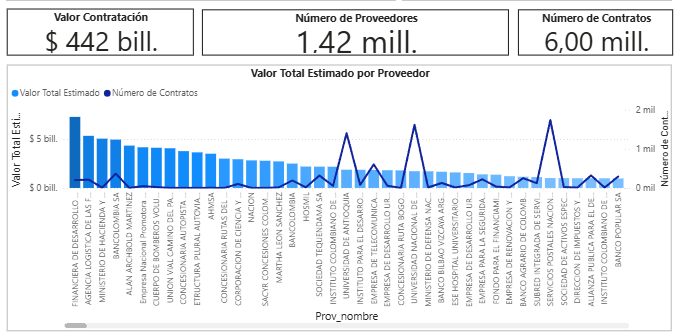 Valor Contratación
$ 442 bill.
Número de Proveedores
1,42 mill.
Número de Contratos
6,00 mill.
Valor Total Estimado por Proveedor
Valor Total Estimado
Número de Contratos
Valor Total Esti...
$ 5 bill.
$ 0 bill.
2 mil
1 mil
0 mil
Número de Cont...
FINANCIERA DE DESARROLLO ...
AGENCIA LOGISTICA DE LAS F...
MINISTERIO DE HACIENDA Y ...
BANCOLOMBIA SA
ALAN ARCHBOLD MARTINEZ
Empresa Nacional Promotora ...
CUERPO DE BOMBEROS VOLU...
UNION VIAL CAMINO DEL PA...
CONCESIONARIA AUTOPISTA ...
ETRUCTURA PLURAL AUTOVIA...
AHMSA
CONCESIONARIA RUTAS DEL...
CORPORACION DE CIENCIA Y ...
NACION
SACYR CONCESIONES COLOM...
MARTHA LEON SANCHEZ
BANCOLOMBIA
HOSMIL
SOCIEDAD TEQUENDAMA SA
INSTITUTO COLOMBIANO DE...
UNIVERSIDAD DE ANTIOQUIA
INSTITUTO PARA EL DESARRO...
EMPRESA DE TELECOMUNICA...
EMPRESA DE DESARROLLO UR...
CONCESIONARIA RUTA BOGO...
UNIVERSIDAD NACIONAL DE ...
MINISTERIO DE DEFENSA NAC...
BANCO BILBAO VIZCAYA ARG...
ESE HOSPITAL UNIVERSITARIO...
EMPRESA DE DESARROLLO UR...
EMPRESA PARA LA SEGURIDA...
FONDO PARA EL FINANCIAMI...
EMPRESA DE RENOVACION Y ...
BANCO AGRARIO DE COLOMB...
SUBRED INTEGRADA DE SERVI...
SERVICIOS POSTALES NACION...
SOCIEDAD DE ACTIVOS ESPEC...
DIRECCION DE IMPUESTOS Y ...
ALIANZA PUBLICA PARA EL DE...
INSTITUTO COLOMBIANO DE...
BANCO POPULAR SA
Prov_nombre